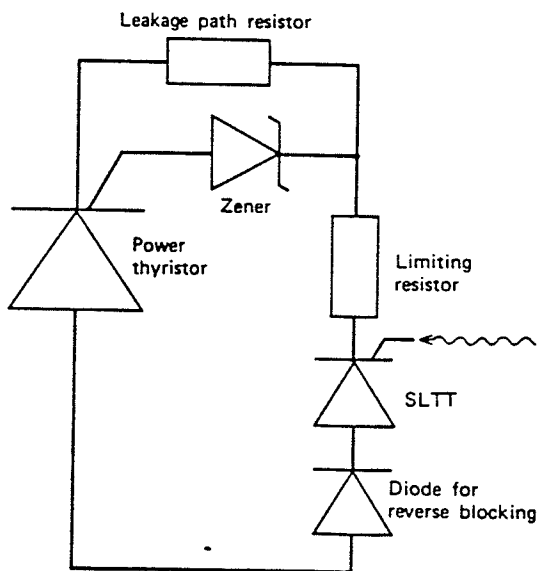 Leakage path resistor
Zener
Power
thyristor
Limiting
resistor
SLTT
Diode for
reverse blocking